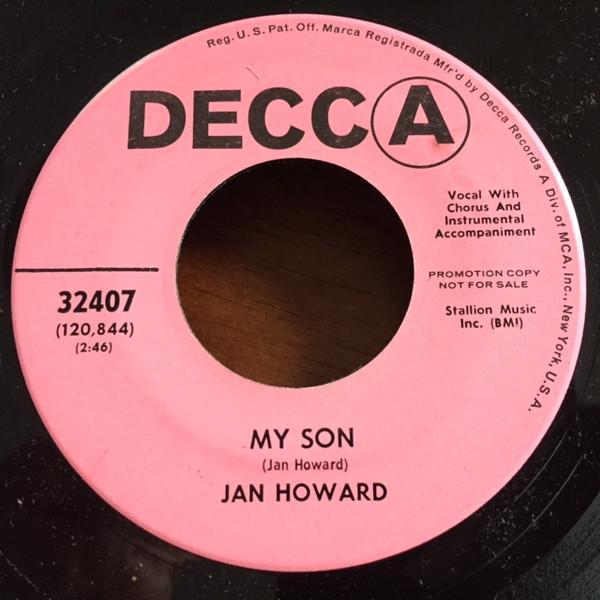 Reg. U.S. Pat. Off. Marca Registrada Mfr'd by Decca Records A Div. of MCA, Inc., New York, U.S.A.
DECCA
Vocal With
Chorus And
Instrumental
Accompaniment
PROMOTION COPY
NOT FOR SALE
32407
(120,844)
(2:46)
Stallion Music
Inc. (BMI)
MY SON
(Jan Howard)
JAN HOWARD